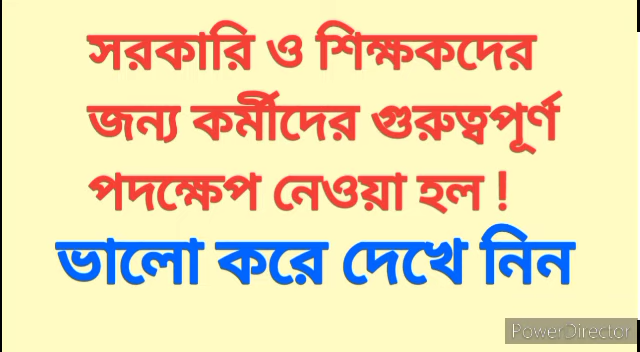 সরকারি ও শিক্ষকদের
জন্য কর্মীদের গুরুত্বপূর্ণ
পদক্ষেপ নেওয়া হল !
ভালো করে দেখে নিন
PowerDirector